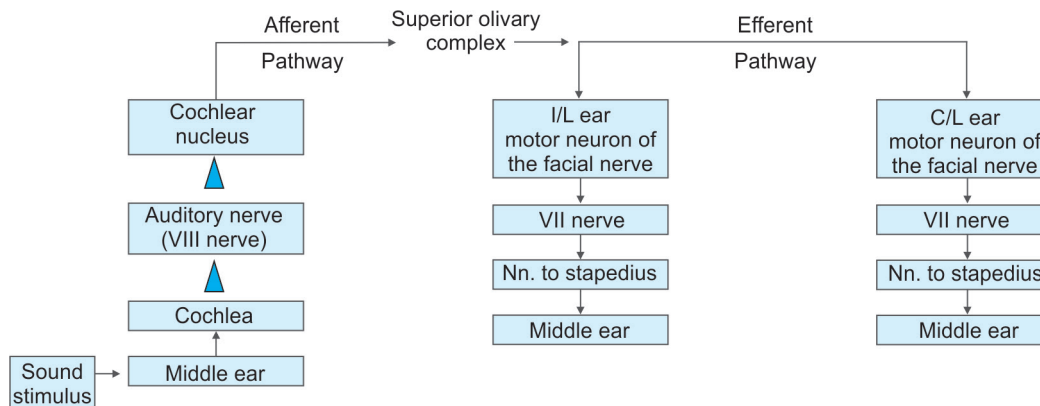 Afferent
Pathway
Superior olivary
complex
Efferent
Pathway
Cochlear
nucleus
Auditory nerve
(VIII nerve)
Cochlea
Middle ear
Sound
stimulus
I/L ear
motor neuron of
the facial nerve
VII nerve
Nn. to stapedius
Middle ear
C/L ear
motor neuron of
the facial nerve
VII nerve
Nn. to stapedius
Middle ear